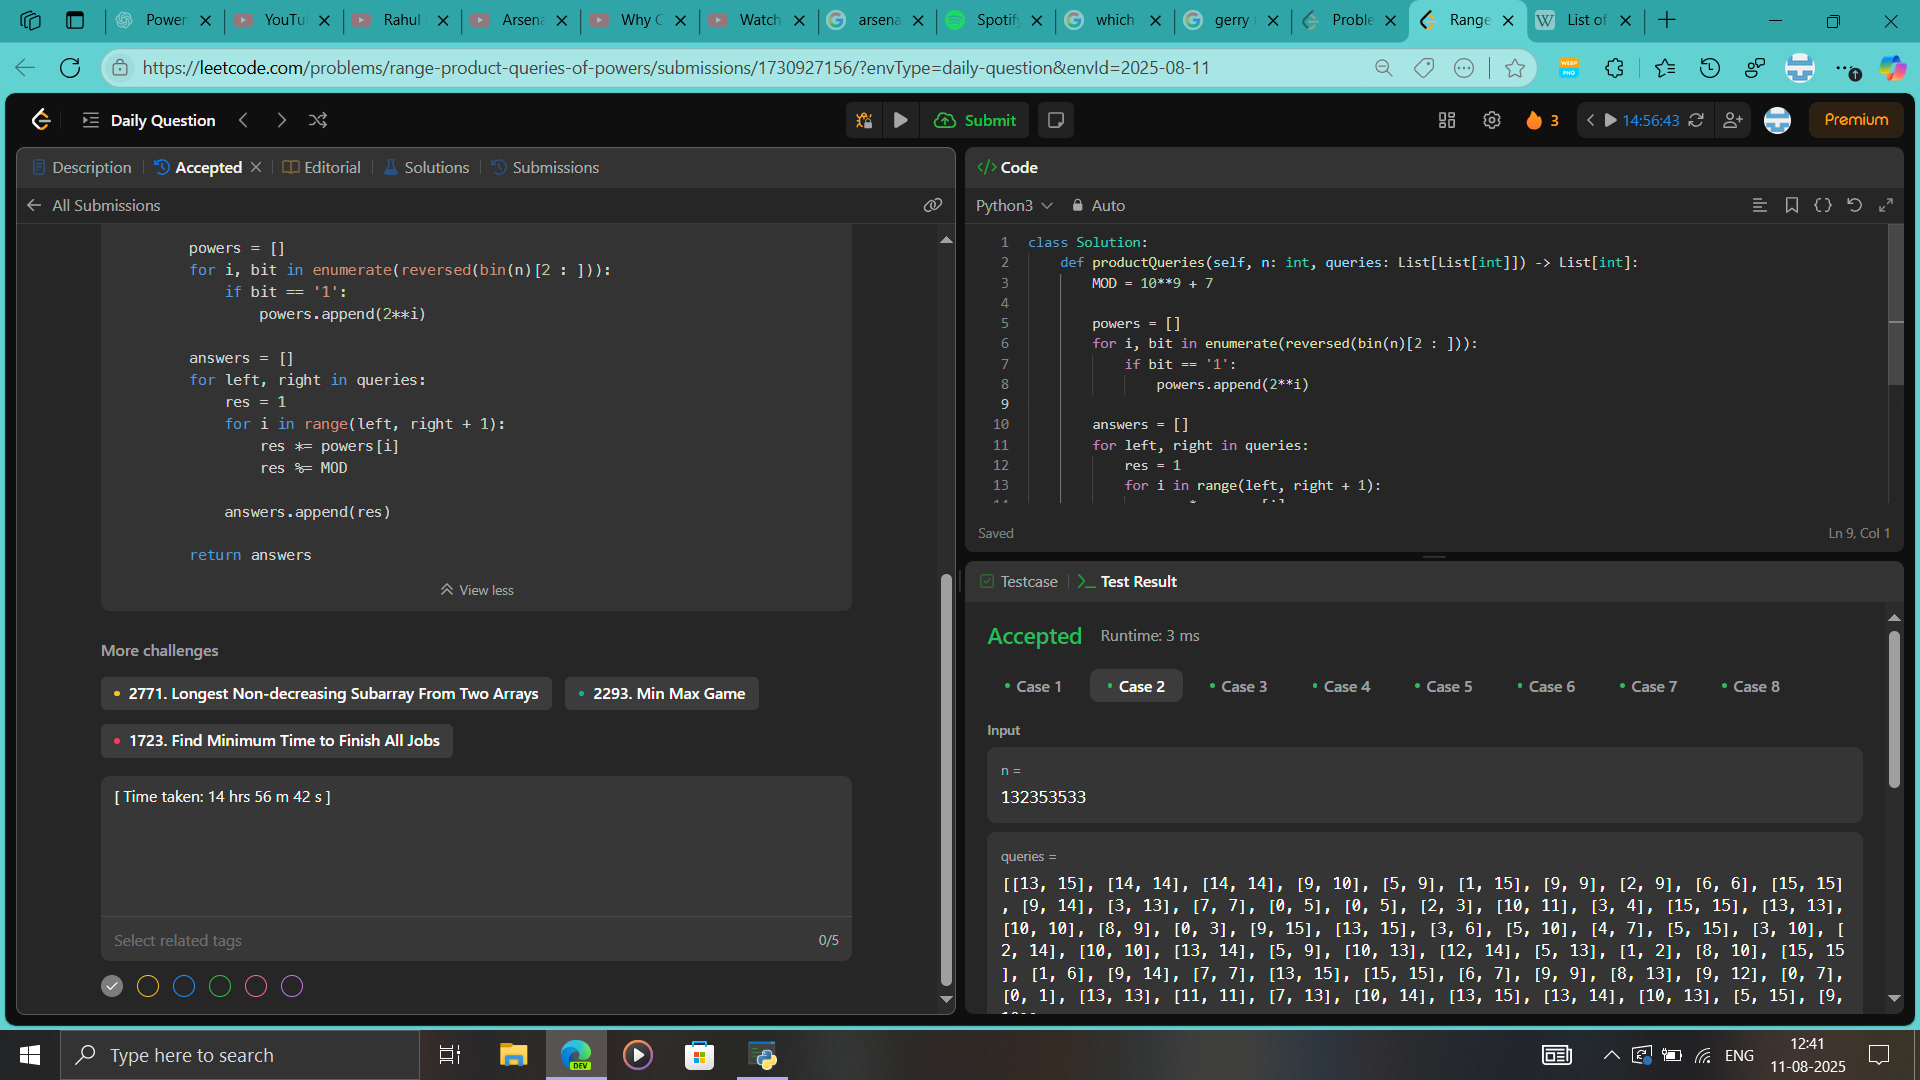 Power
YouTu
Rahul
Arsena
Why C
Watch
arsena
Spotify
which
gerry
Proble
Range
List of
https://leetcode.com/problems/range-product-queries-of-powers/submissions/1730927156/?envType=daily-question&envId=2025-08-11
Daily Question
Submit
3
14:56:43
Premium
Description
Accepted
Editorial
Solutions
Submissions
All Submissions
powers = []
for i, bit in enumerate(reversed(bin(n)[2 : ])):
if bit == '1':
powers.append(2**i)
answers = []
for left, right in queries:
res = 1
for i in range(left, right + 1):
res *= powers[i]
res %= MOD
answers.append(res)
return answers
View less
More challenges
2771. Longest Non-decreasing Subarray From Two Arrays
2293. Min Max Game
1723. Find Minimum Time to Finish All Jobs
[ Time taken: 14 hrs 56 m 42 s ]
Select related tags
0/5
Code
Python3
Auto
1 class Solution:
2 def productQueries(self, n: int, queries: List[List[int]]) -> List[int]:
3 MOD = 10**9 + 7
4
5 powers = []
6 for i, bit in enumerate(reversed(bin(n)[2 : ])):
7 if bit == '1':
8 powers.append(2**i)
9
10 answers = []
11 for left, right in queries:
12 res = 1
13 for i in range(left, right + 1):
Saved
Ln 9, Col 1
Testcase
Test Result
Accepted
Runtime: 3 ms
Case 1
Case 2
Case 3
Case 4
Case 5
Case 6
Case 7
Case 8
Input
n =
132353533
queries =
[[13, 15], [14, 14], [14, 14], [9, 10], [5, 9], [1, 15], [9, 9], [2, 9], [6, 6], [15, 15]
, [9, 14], [3, 13], [7, 7], [0, 5], [0, 5], [2, 3], [10, 11], [3, 4], [15, 15], [13, 13],
[10, 10], [8, 9], [0, 3], [9, 15], [13, 15], [3, 6], [5, 10], [4, 7], [5, 15], [3, 10], [
2, 14], [10, 10], [13, 14], [5, 9], [10, 13], [12, 14], [5, 13], [1, 2], [8, 10], [15, 15
], [1, 6], [9, 14], [7, 7], [13, 15], [15, 15], [6, 7], [9, 9], [8, 13], [9, 12], [0, 7],
[0, 1], [13, 13], [11, 11], [7, 13], [10, 14], [13, 15], [13, 14], [10, 13], [5, 15], [9,
Type here to search
DEV
ENG
12:41
11-08-2025